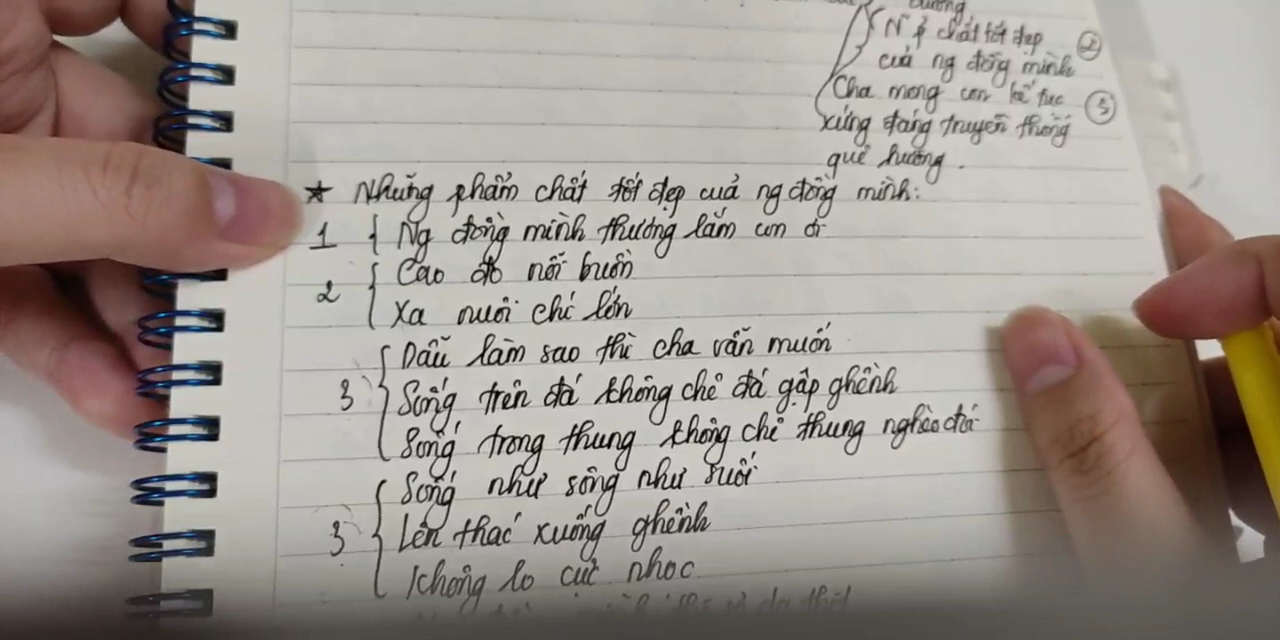 cương
N p chất tốt đẹp ②
của ng đồng mình
Cha mong con kế tục ③
xứng đáng truyền thống
quê hương.
★ Những phẩm chất tốt đẹp cuả ng đồng mình:
1 { Ng đồng mình thương lắm con ơi
2 { Cao đo nỗi buồn
Xa nuôi chí lớn
3 { Dẫu làm sao thì cha vẫn muốn
Sống trên đá không chê đá gập ghềnh
Sống trong thung không chê thung nghèo đói
3 { Sống như sông như suối
Lên thác xuống ghềnh
Không lo cực nhọc